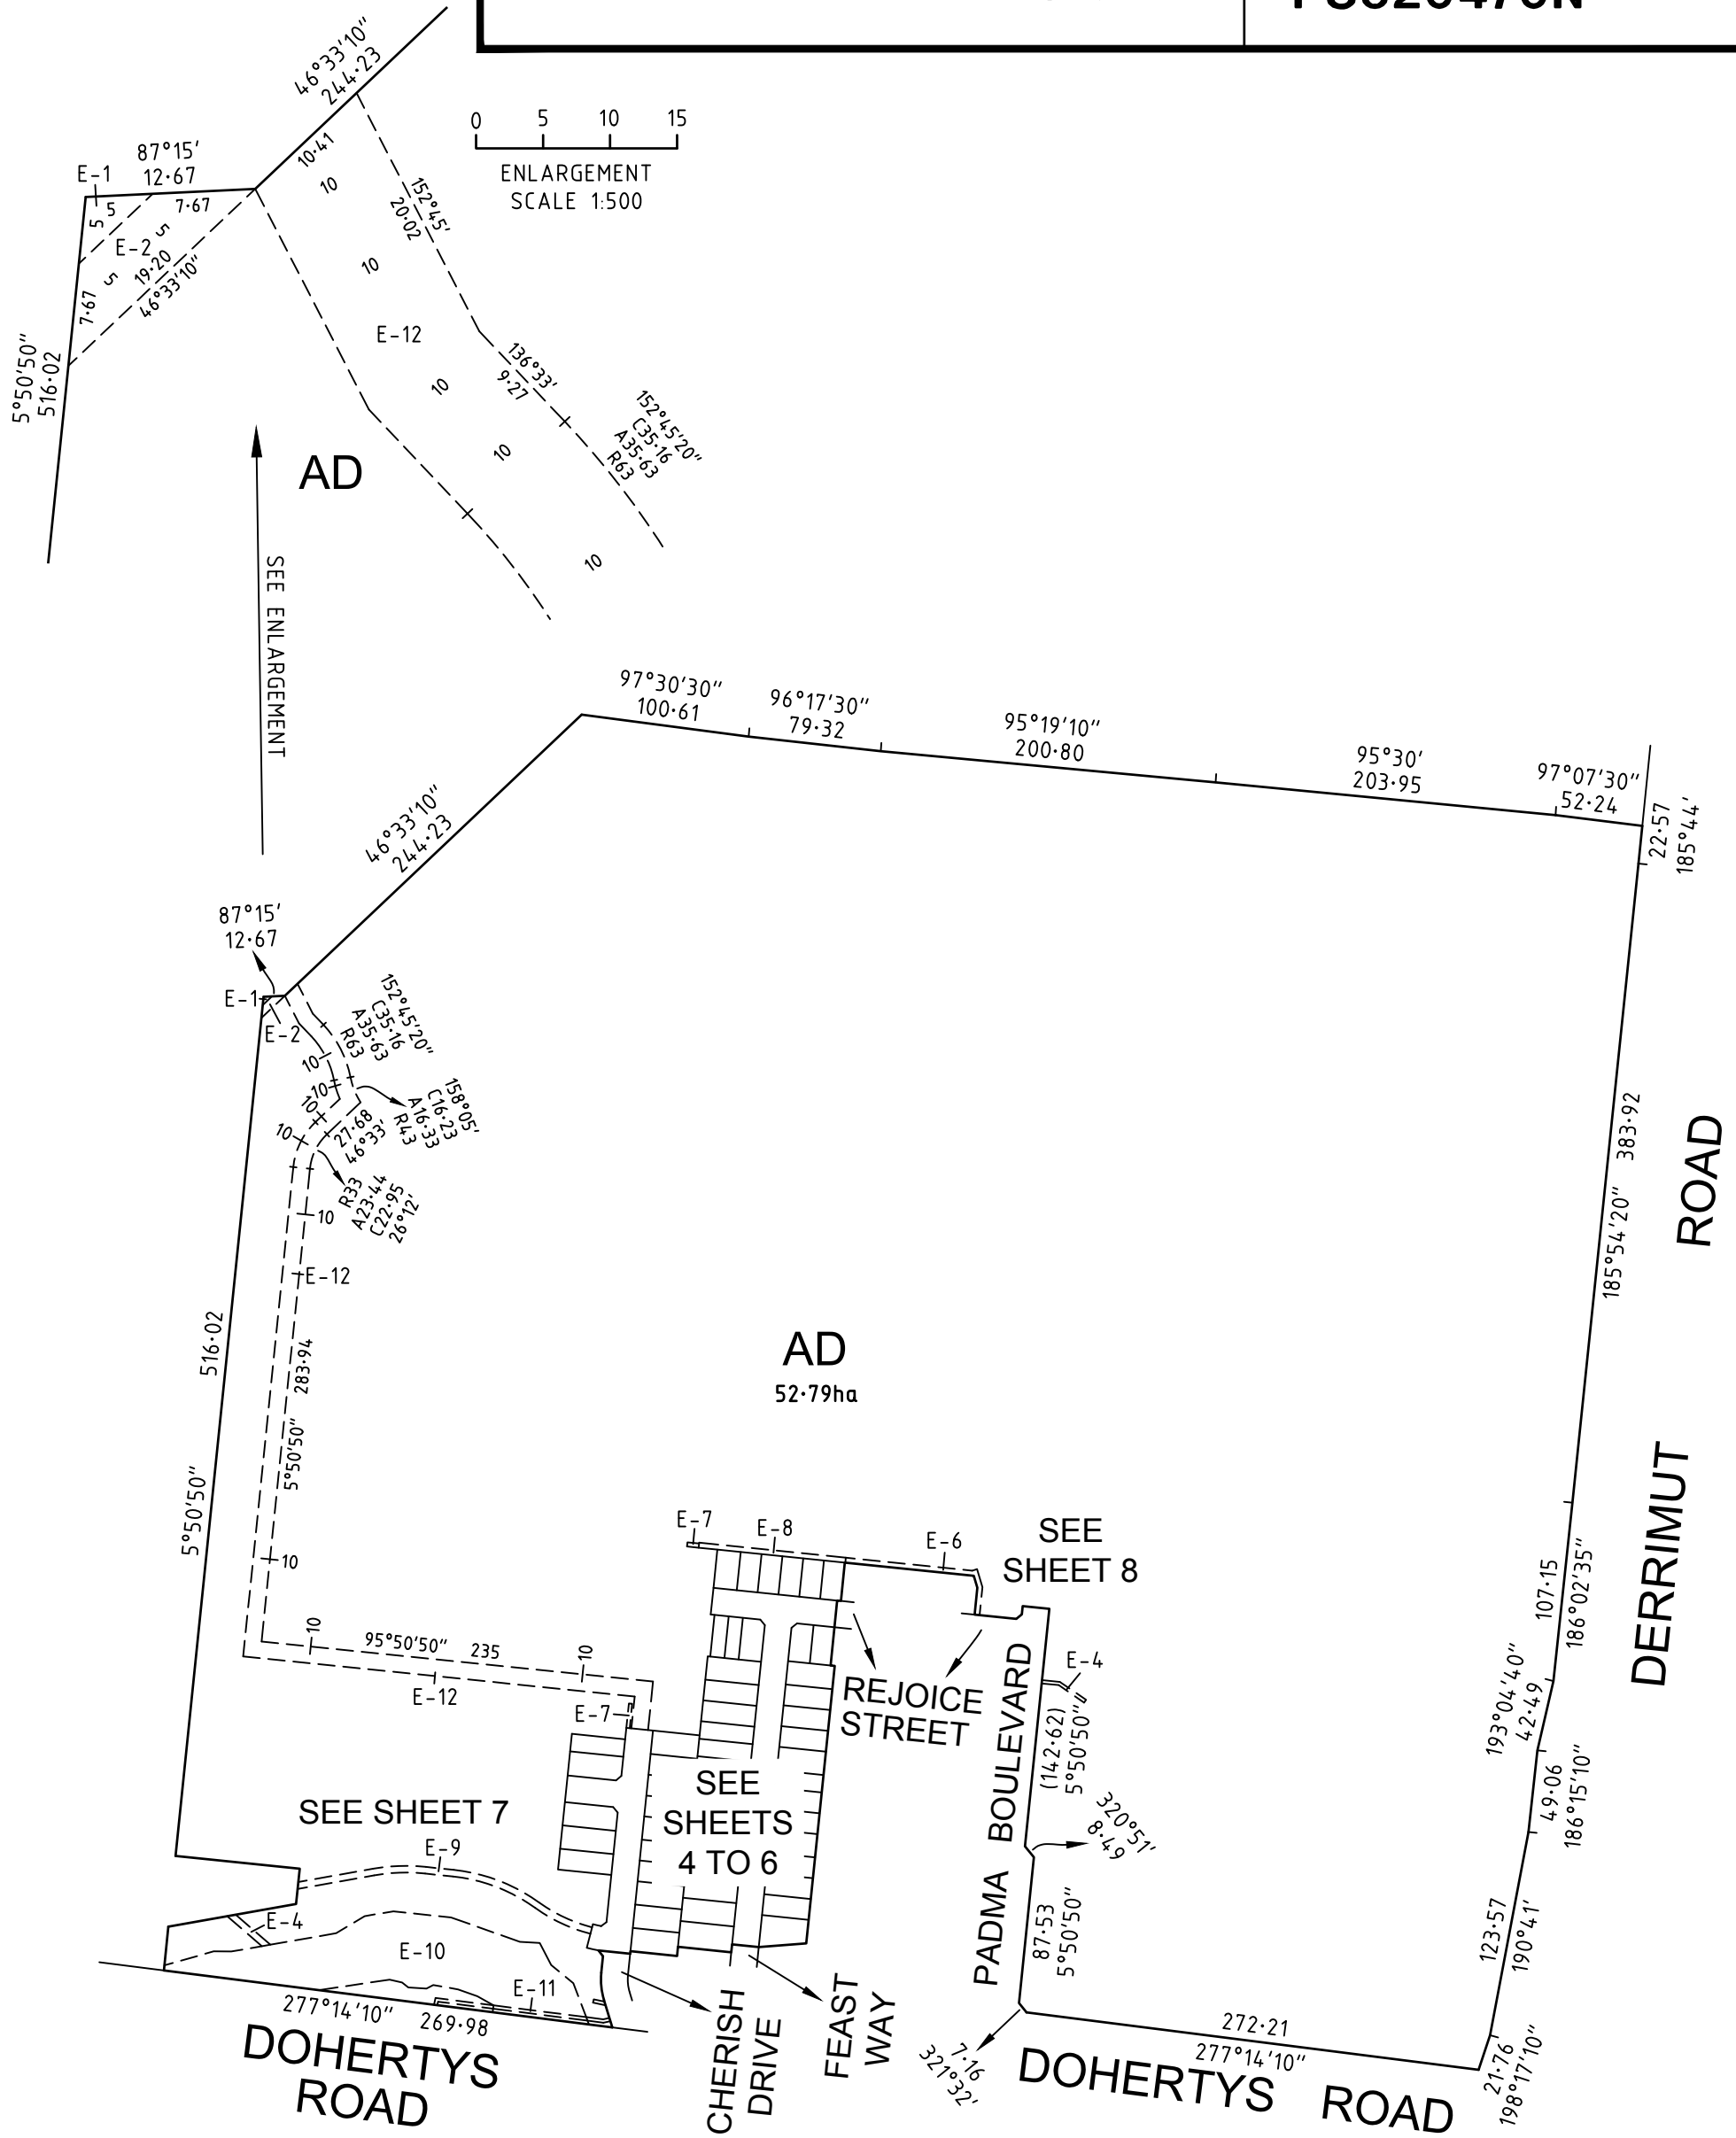 46°33'10"
244·23
0 5 10 15
ENLARGEMENT
SCALE 1:500
87°15'
12·67
E-1
5
5
7·67
5
E-2
19·20
46°33'10"
5
7·67
5°50'50"
516·02
10·41
10
152°45'
20·02
10
E-12
136°33'
9·27
10
152°45'20"
C35·16
A35·63
R63
10
10
AD
SEE ENLARGEMENT
97°30'30"
100·61
96°17'30"
79·32
95°19'10"
200·80
95°30'
203·95
97°07'30"
52·24
22·57
185°44'
46°33'10"
244·23
87°15'
12·67
E-1
E-2
152°45'20"
C35·16
A35·63
R63
10
10
10
10
158°05'
C16·23
A16·33
R43
27·68
46°33'
R33
A23·44
C22·95
26°12'
10
E-12
516·02
5°50'50"
283·94
5°50'50"
10
AD
52·79ha
383·92
185°54'20"
ROAD
DERRIMUT
107·15
186°02'35"
193°04'40"
42·49
49·06
186°15'10"
123·57
190°41'
21·76
198°17'10"
E-7
E-8
E-6
SEE
SHEET 8
10
95°50'50" 235
10
E-12
E-7
REJOICE
STREET
E-4
PADMA BOULEVARD
(142·62)
5°50'50"
320°51'
8·49
87·53
5°50'50"
SEE
SHEETS
4 TO 6
SEE SHEET 7
E-9
E-4
E-10
E-11
277°14'10"
269·98
DOHERTYS
ROAD
CHERISH
DRIVE
FEAST
WAY
7·16
321°32'
272·21
277°14'10"
DOHERTYS ROAD